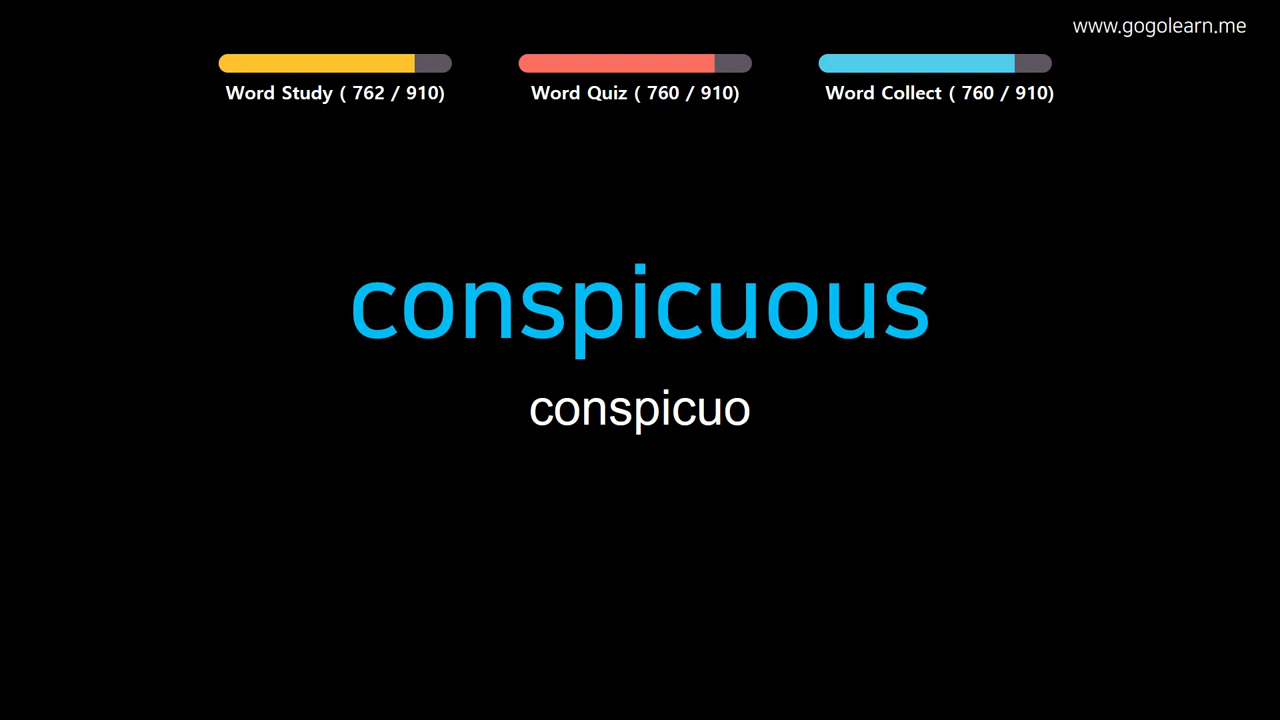 www.gogolearn.me
Word Study ( 762 / 910)
Word Quiz ( 760 / 910)
Word Collect ( 760 / 910)
conspicuous
conspicuo